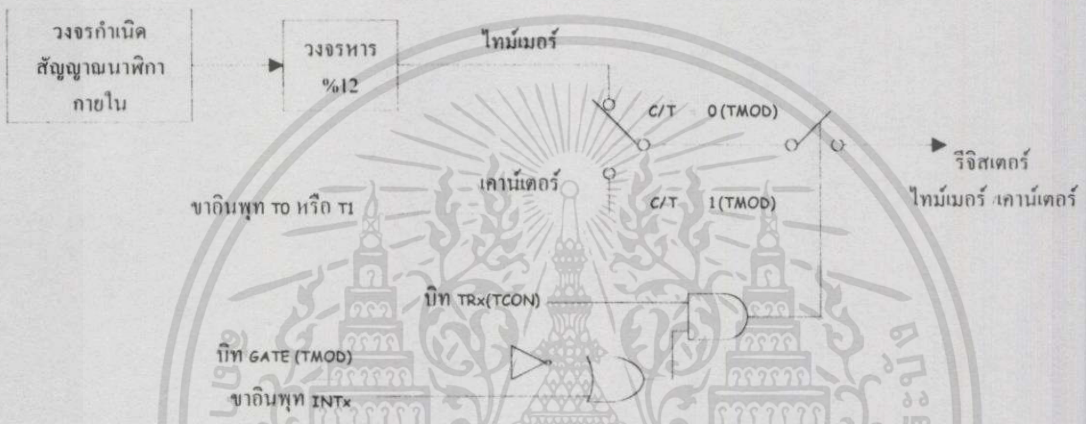 วงจรกำเนิด
สัญญาณนาฬิกา
ภายใน
วงจรหาร
%12
ไทม์เมอร์
C/T 0 (TMOD)
เคาน์เตอร์
C/T 1 (TMOD)
รีจิสเตอร์
ไทม์เมอร์ /เคาน์เตอร์
ขาอินพุท T0 หรือ T1
บิท TRx(TCON)
บิท GATE (TMOD)
ขาอินพุท INTx